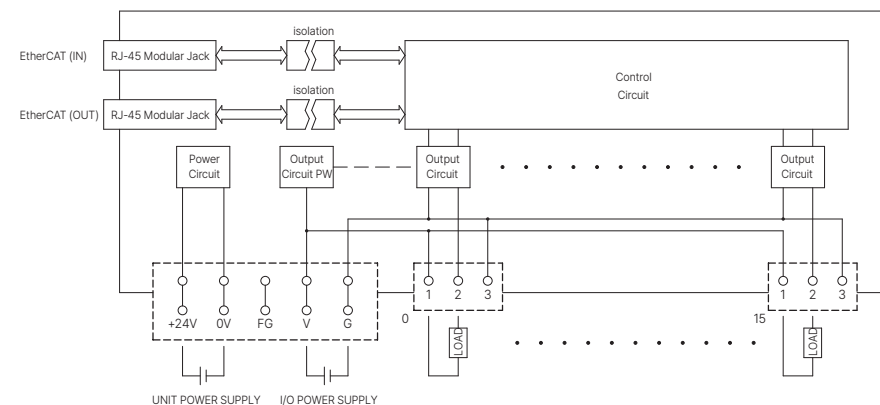 isolation
EtherCAT (IN)
RJ-45 Modular Jack
Control
Circuit
isolation
EtherCAT (OUT)
RJ-45 Modular Jack
Power
Circuit
Output
Circuit PW
Output
Circuit
Output
Circuit
1 2 3
1 2 3
+24V 0V FG V G
0
15
LOAD
LOAD
UNIT POWER SUPPLY
I/O POWER SUPPLY